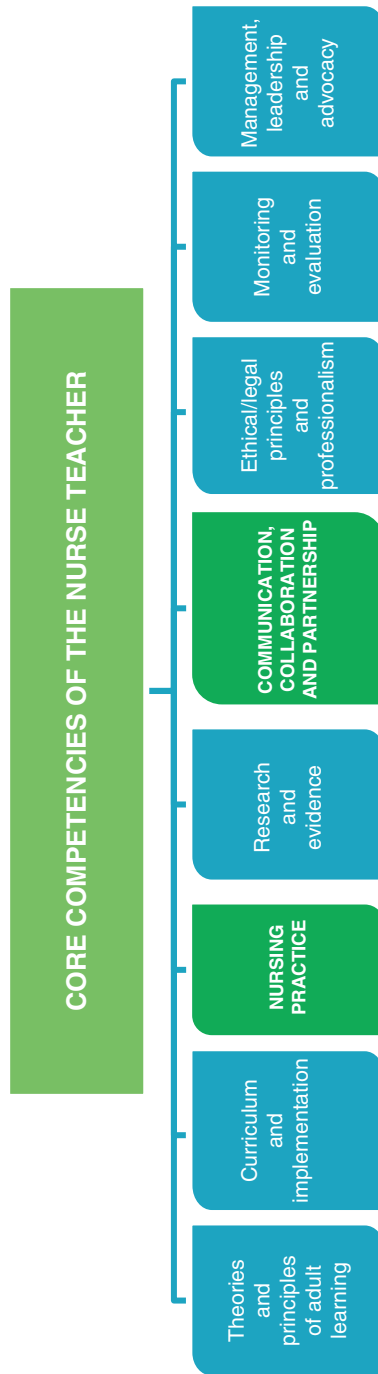 CORE COMPETENCIES OF THE NURSE TEACHER
Theories
and
principles
of adult
learning
Curriculum
and
implementation
NURSING
PRACTICE
Research
and
evidence
COMMUNICATION,
COLLABORATION
AND PARTNERSHIP
Ethical/legal
principles
and
professionalism
Monitoring
and
evaluation
Management,
leadership
and
advocacy